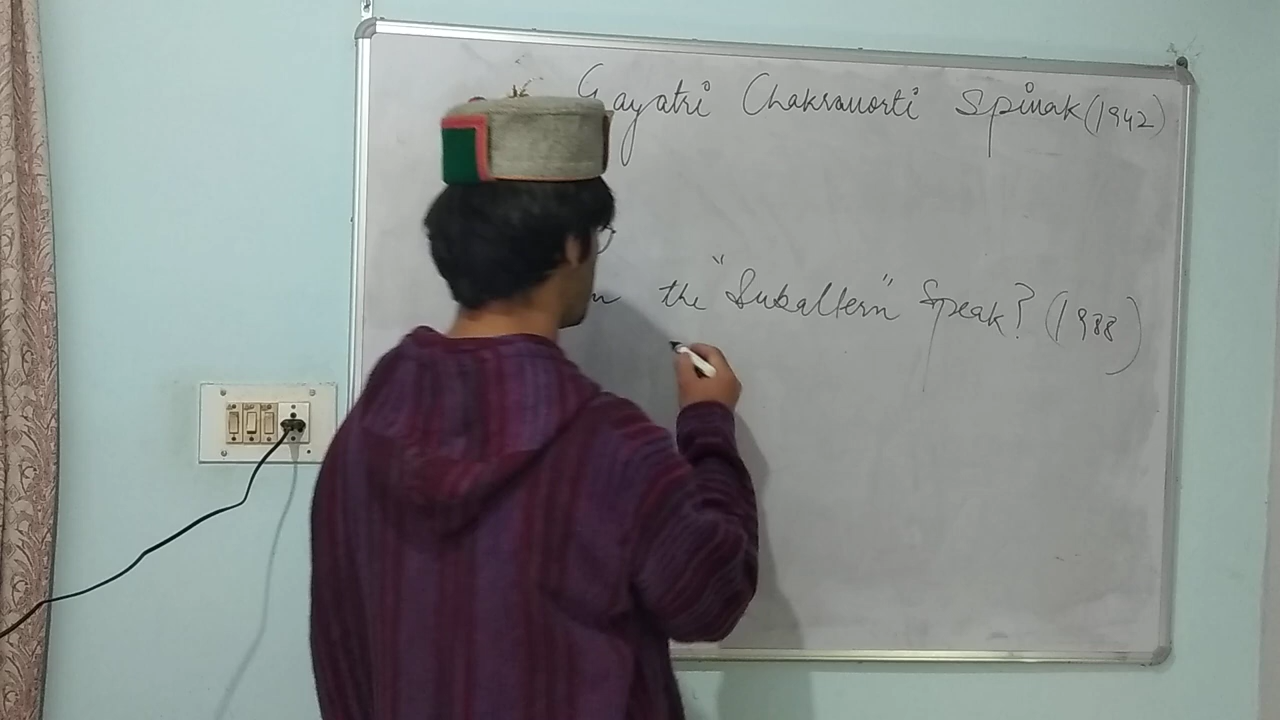 Gayatri Chakravorti Spivak (1942)
n the "Subaltern" Speak? (1988)